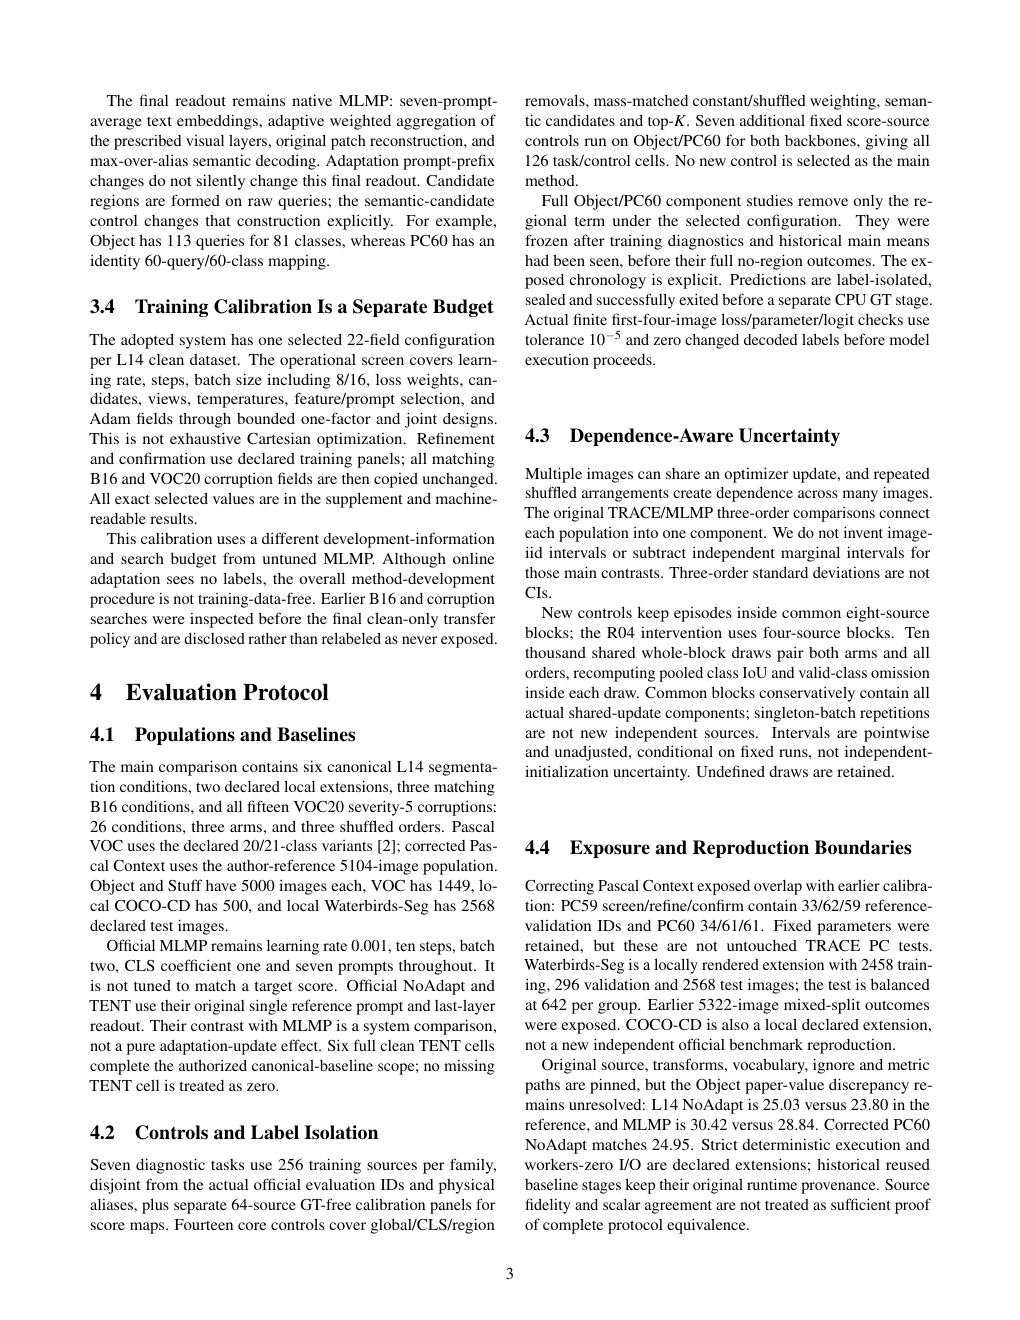 The final readout remains native MLMP: seven-prompt-
average text embeddings, adaptive weighted aggregation of
the prescribed visual layers, original patch reconstruction, and
max-over-alias semantic decoding. Adaptation prompt-prefix
changes do not silently change this final readout. Candidate
regions are formed on raw queries; the semantic-candidate
control changes that construction explicitly. For example,
Object has 113 queries for 81 classes, whereas PC60 has an
identity 60-query/60-class mapping.
3.4 Training Calibration Is a Separate Budget
The adopted system has one selected 22-field configuration
per L14 clean dataset. The operational screen covers learn-
ing rate, steps, batch size including 8/16, loss weights, can-
didates, views, temperatures, feature/prompt selection, and
Adam fields through bounded one-factor and joint designs.
This is not exhaustive Cartesian optimization. Refinement
and confirmation use declared training panels; all matching
B16 and VOC20 corruption fields are then copied unchanged.
All exact selected values are in the supplement and machine-
readable results.
This calibration uses a different development-information
and search budget from untuned MLMP. Although online
adaptation sees no labels, the overall method-development
procedure is not training-data-free. Earlier B16 and corruption
searches were inspected before the final clean-only transfer
policy and are disclosed rather than relabeled as never exposed.
4 Evaluation Protocol
4.1 Populations and Baselines
The main comparison contains six canonical L14 segmenta-
tion conditions, two declared local extensions, three matching
B16 conditions, and all fifteen VOC20 severity-5 corruptions:
26 conditions, three arms, and three shuffled orders. Pascal
VOC uses the declared 20/21-class variants [2]; corrected Pas-
cal Context uses the author-reference 5104-image population.
Object and Stuff have 5000 images each, VOC has 1449, lo-
cal COCO-CD has 500, and local Waterbirds-Seg has 2568
declared test images.
Official MLMP remains learning rate 0.001, ten steps, batch
two, CLS coefficient one and seven prompts throughout. It
is not tuned to match a target score. Official NoAdapt and
TENT use their original single reference prompt and last-layer
readout. Their contrast with MLMP is a system comparison,
not a pure adaptation-update effect. Six full clean TENT cells
complete the authorized canonical-baseline scope; no missing
TENT cell is treated as zero.
4.2 Controls and Label Isolation
Seven diagnostic tasks use 256 training sources per family,
disjoint from the actual official evaluation IDs and physical
aliases, plus separate 64-source GT-free calibration panels for
score maps. Fourteen core controls cover global/CLS/region
removals, mass-matched constant/shuffled weighting, seman-
tic candidates and top-K. Seven additional fixed score-source
controls run on Object/PC60 for both backbones, giving all
126 task/control cells. No new control is selected as the main
method.
Full Object/PC60 component studies remove only the re-
gional term under the selected configuration. They were
frozen after training diagnostics and historical main means
had been seen, before their full no-region outcomes. The ex-
posed chronology is explicit. Predictions are label-isolated,
sealed and successfully exited before a separate CPU GT stage.
Actual finite first-four-image loss/parameter/logit checks use
tolerance 10⁻⁵ and zero changed decoded labels before model
execution proceeds.
4.3 Dependence-Aware Uncertainty
Multiple images can share an optimizer update, and repeated
shuffled arrangements create dependence across many images.
The original TRACE/MLMP three-order comparisons connect
each population into one component. We do not invent image-
iid intervals or subtract independent marginal intervals for
those main contrasts. Three-order standard deviations are not
CIs.
New controls keep episodes inside common eight-source
blocks; the R04 intervention uses four-source blocks. Ten
thousand shared whole-block draws pair both arms and all
orders, recomputing pooled class IoU and valid-class omission
inside each draw. Common blocks conservatively contain all
actual shared-update components; singleton-batch repetitions
are not new independent sources. Intervals are pointwise
and unadjusted, conditional on fixed runs, not independent-
initialization uncertainty. Undefined draws are retained.
4.4 Exposure and Reproduction Boundaries
Correcting Pascal Context exposed overlap with earlier calibra-
tion: PC59 screen/refine/confirm contain 33/62/59 reference-
validation IDs and PC60 34/61/61. Fixed parameters were
retained, but these are not untouched TRACE PC tests.
Waterbirds-Seg is a locally rendered extension with 2458 train-
ing, 296 validation and 2568 test images; the test is balanced
at 642 per group. Earlier 5322-image mixed-split outcomes
were exposed. COCO-CD is also a local declared extension,
not a new independent official benchmark reproduction.
Original source, transforms, vocabulary, ignore and metric
paths are pinned, but the Object paper-value discrepancy re-
mains unresolved: L14 NoAdapt is 25.03 versus 23.80 in the
reference, and MLMP is 30.42 versus 28.84. Corrected PC60
NoAdapt matches 24.95. Strict deterministic execution and
workers-zero I/O are declared extensions; historical reused
baseline stages keep their original runtime provenance. Source
fidelity and scalar agreement are not treated as sufficient proof
of complete protocol equivalence.
3